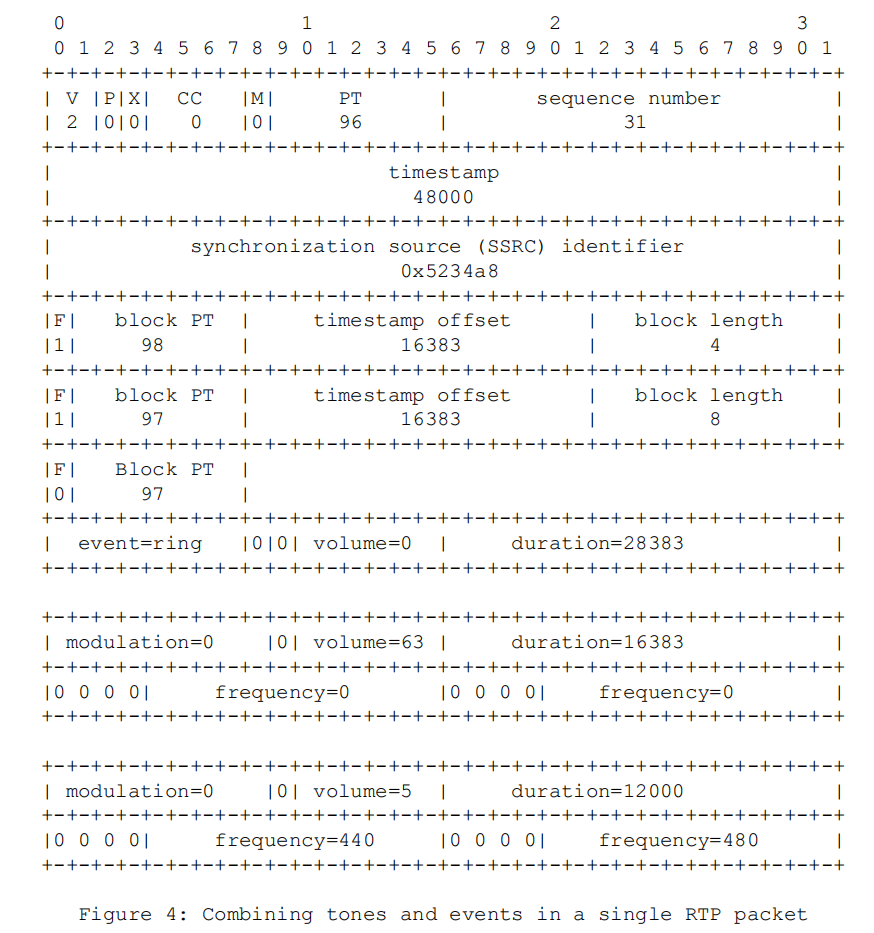 0                   1                   2                   3
 0 1 2 3 4 5 6 7 8 9 0 1 2 3 4 5 6 7 8 9 0 1 2 3 4 5 6 7 8 9 0 1
+-+-+-+-+-+-+-+-+-+-+-+-+-+-+-+-+-+-+-+-+-+-+-+-+-+-+-+-+-+-+-+-+
| V |P|X|  CC   |M|     PT      |       sequence number         |
| 2 |0|0|   0   |0|     96      |              31               |
+-+-+-+-+-+-+-+-+-+-+-+-+-+-+-+-+-+-+-+-+-+-+-+-+-+-+-+-+-+-+-+-+
|                           timestamp                           |
|                             48000                             |
+-+-+-+-+-+-+-+-+-+-+-+-+-+-+-+-+-+-+-+-+-+-+-+-+-+-+-+-+-+-+-+-+
|           synchronization source (SSRC) identifier            |
|                            0x5234a8                           |
+-+-+-+-+-+-+-+-+-+-+-+-+-+-+-+-+-+-+-+-+-+-+-+-+-+-+-+-+-+-+-+-+
|F|   block PT  |     timestamp offset      |   block length    |
|1|     98      |            16383          |         4         |
+-+-+-+-+-+-+-+-+-+-+-+-+-+-+-+-+-+-+-+-+-+-+-+-+-+-+-+-+-+-+-+-+
|F|   block PT  |     timestamp offset      |   block length    |
|1|     97      |            16383          |         8         |
+-+-+-+-+-+-+-+-+-+-+-+-+-+-+-+-+-+-+-+-+-+-+-+-+-+-+-+-+-+-+-+-+
|F|   Block PT  |
|0|     97      |
+-+-+-+-+-+-+-+-+-+-+-+-+-+-+-+-+-+-+-+-+-+-+-+-+-+-+-+-+-+-+-+-+
|  event=ring   |0|0| volume=0  |     duration=28383            |
+-+-+-+-+-+-+-+-+-+-+-+-+-+-+-+-+-+-+-+-+-+-+-+-+-+-+-+-+-+-+-+-+

+-+-+-+-+-+-+-+-+-+-+-+-+-+-+-+-+-+-+-+-+-+-+-+-+-+-+-+-+-+-+-+-+
| modulation=0    |0| volume=63 |     duration=16383            |
+-+-+-+-+-+-+-+-+-+-+-+-+-+-+-+-+-+-+-+-+-+-+-+-+-+-+-+-+-+-+-+-+
|0 0 0 0|     frequency=0       |0 0 0 0|    frequency=0        |
+-+-+-+-+-+-+-+-+-+-+-+-+-+-+-+-+-+-+-+-+-+-+-+-+-+-+-+-+-+-+-+-+

+-+-+-+-+-+-+-+-+-+-+-+-+-+-+-+-+-+-+-+-+-+-+-+-+-+-+-+-+-+-+-+-+
| modulation=0    |0| volume=5  |     duration=12000            |
+-+-+-+-+-+-+-+-+-+-+-+-+-+-+-+-+-+-+-+-+-+-+-+-+-+-+-+-+-+-+-+-+
|0 0 0 0|     frequency=440     |0 0 0 0|    frequency=480      |
+-+-+-+-+-+-+-+-+-+-+-+-+-+-+-+-+-+-+-+-+-+-+-+-+-+-+-+-+-+-+-+-+

Figure 4: Combining tones and events in a single RTP packet